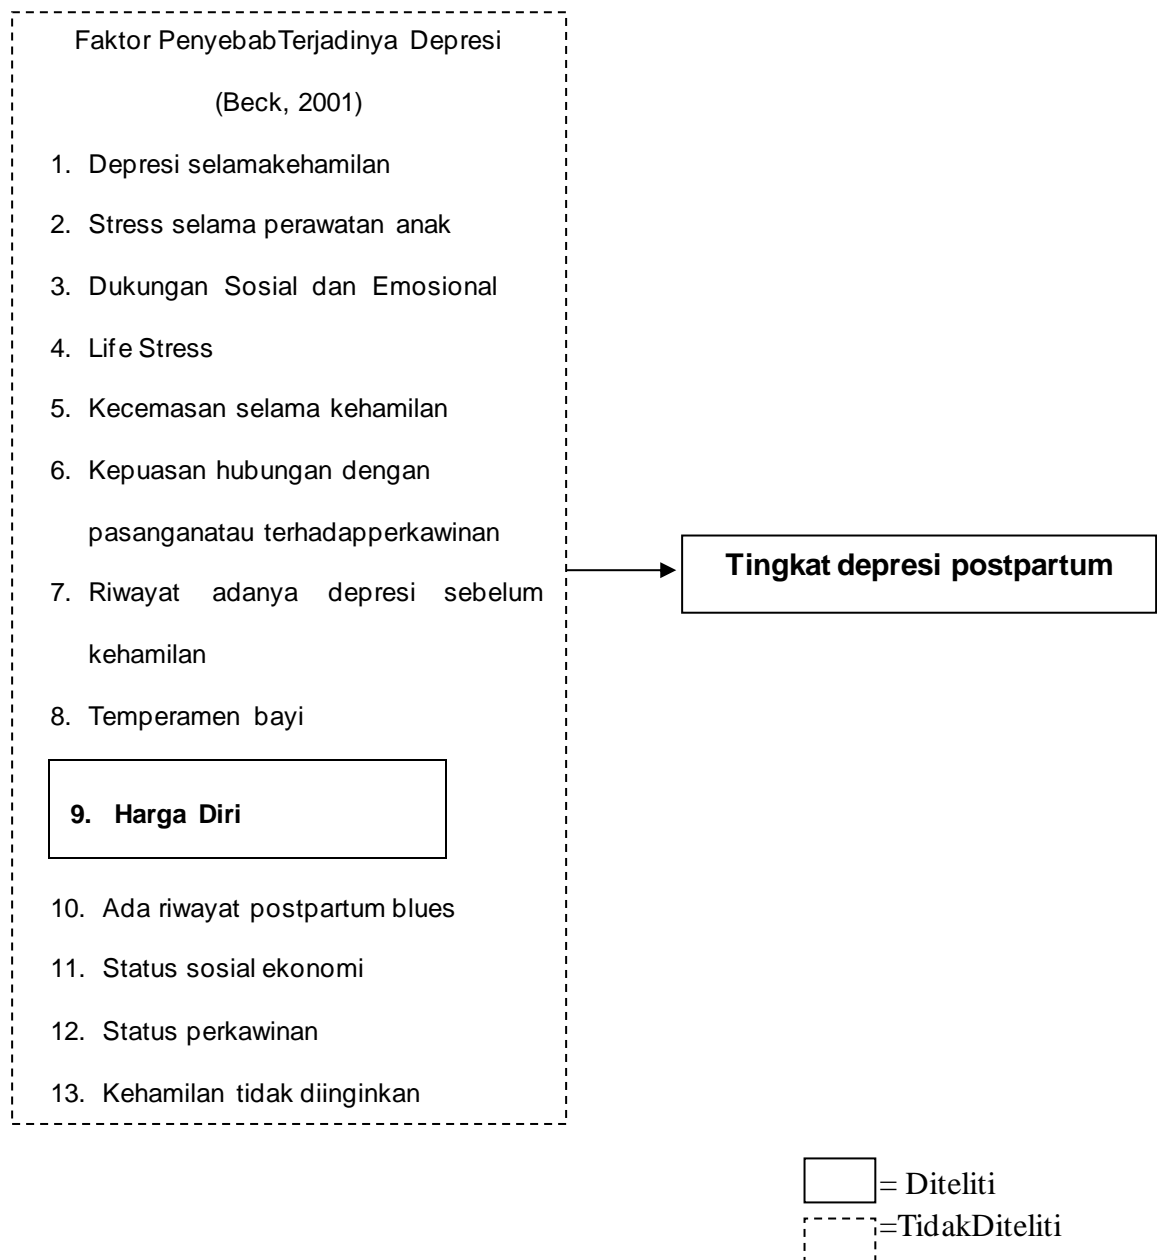 Faktor PenyebabTerjadinya Depresi
(Beck, 2001)
1. Depresi selamakehamilan
2. Stress selama perawatan anak
3. Dukungan Sosial dan Emosional
4. Life Stress
5. Kecemasan selama kehamilan
6. Kepuasan hubungan dengan
pasanganatau terhadapperkawinan
7. Riwayat adanya depresi sebelum
kehamilan
8. Temperamen bayi
9. Harga Diri
10. Ada riwayat postpartum blues
11. Status sosial ekonomi
12. Status perkawinan
13. Kehamilan tidak diinginkan
Tingkat depresi postpartum
= Diteliti
=TidakDiteliti